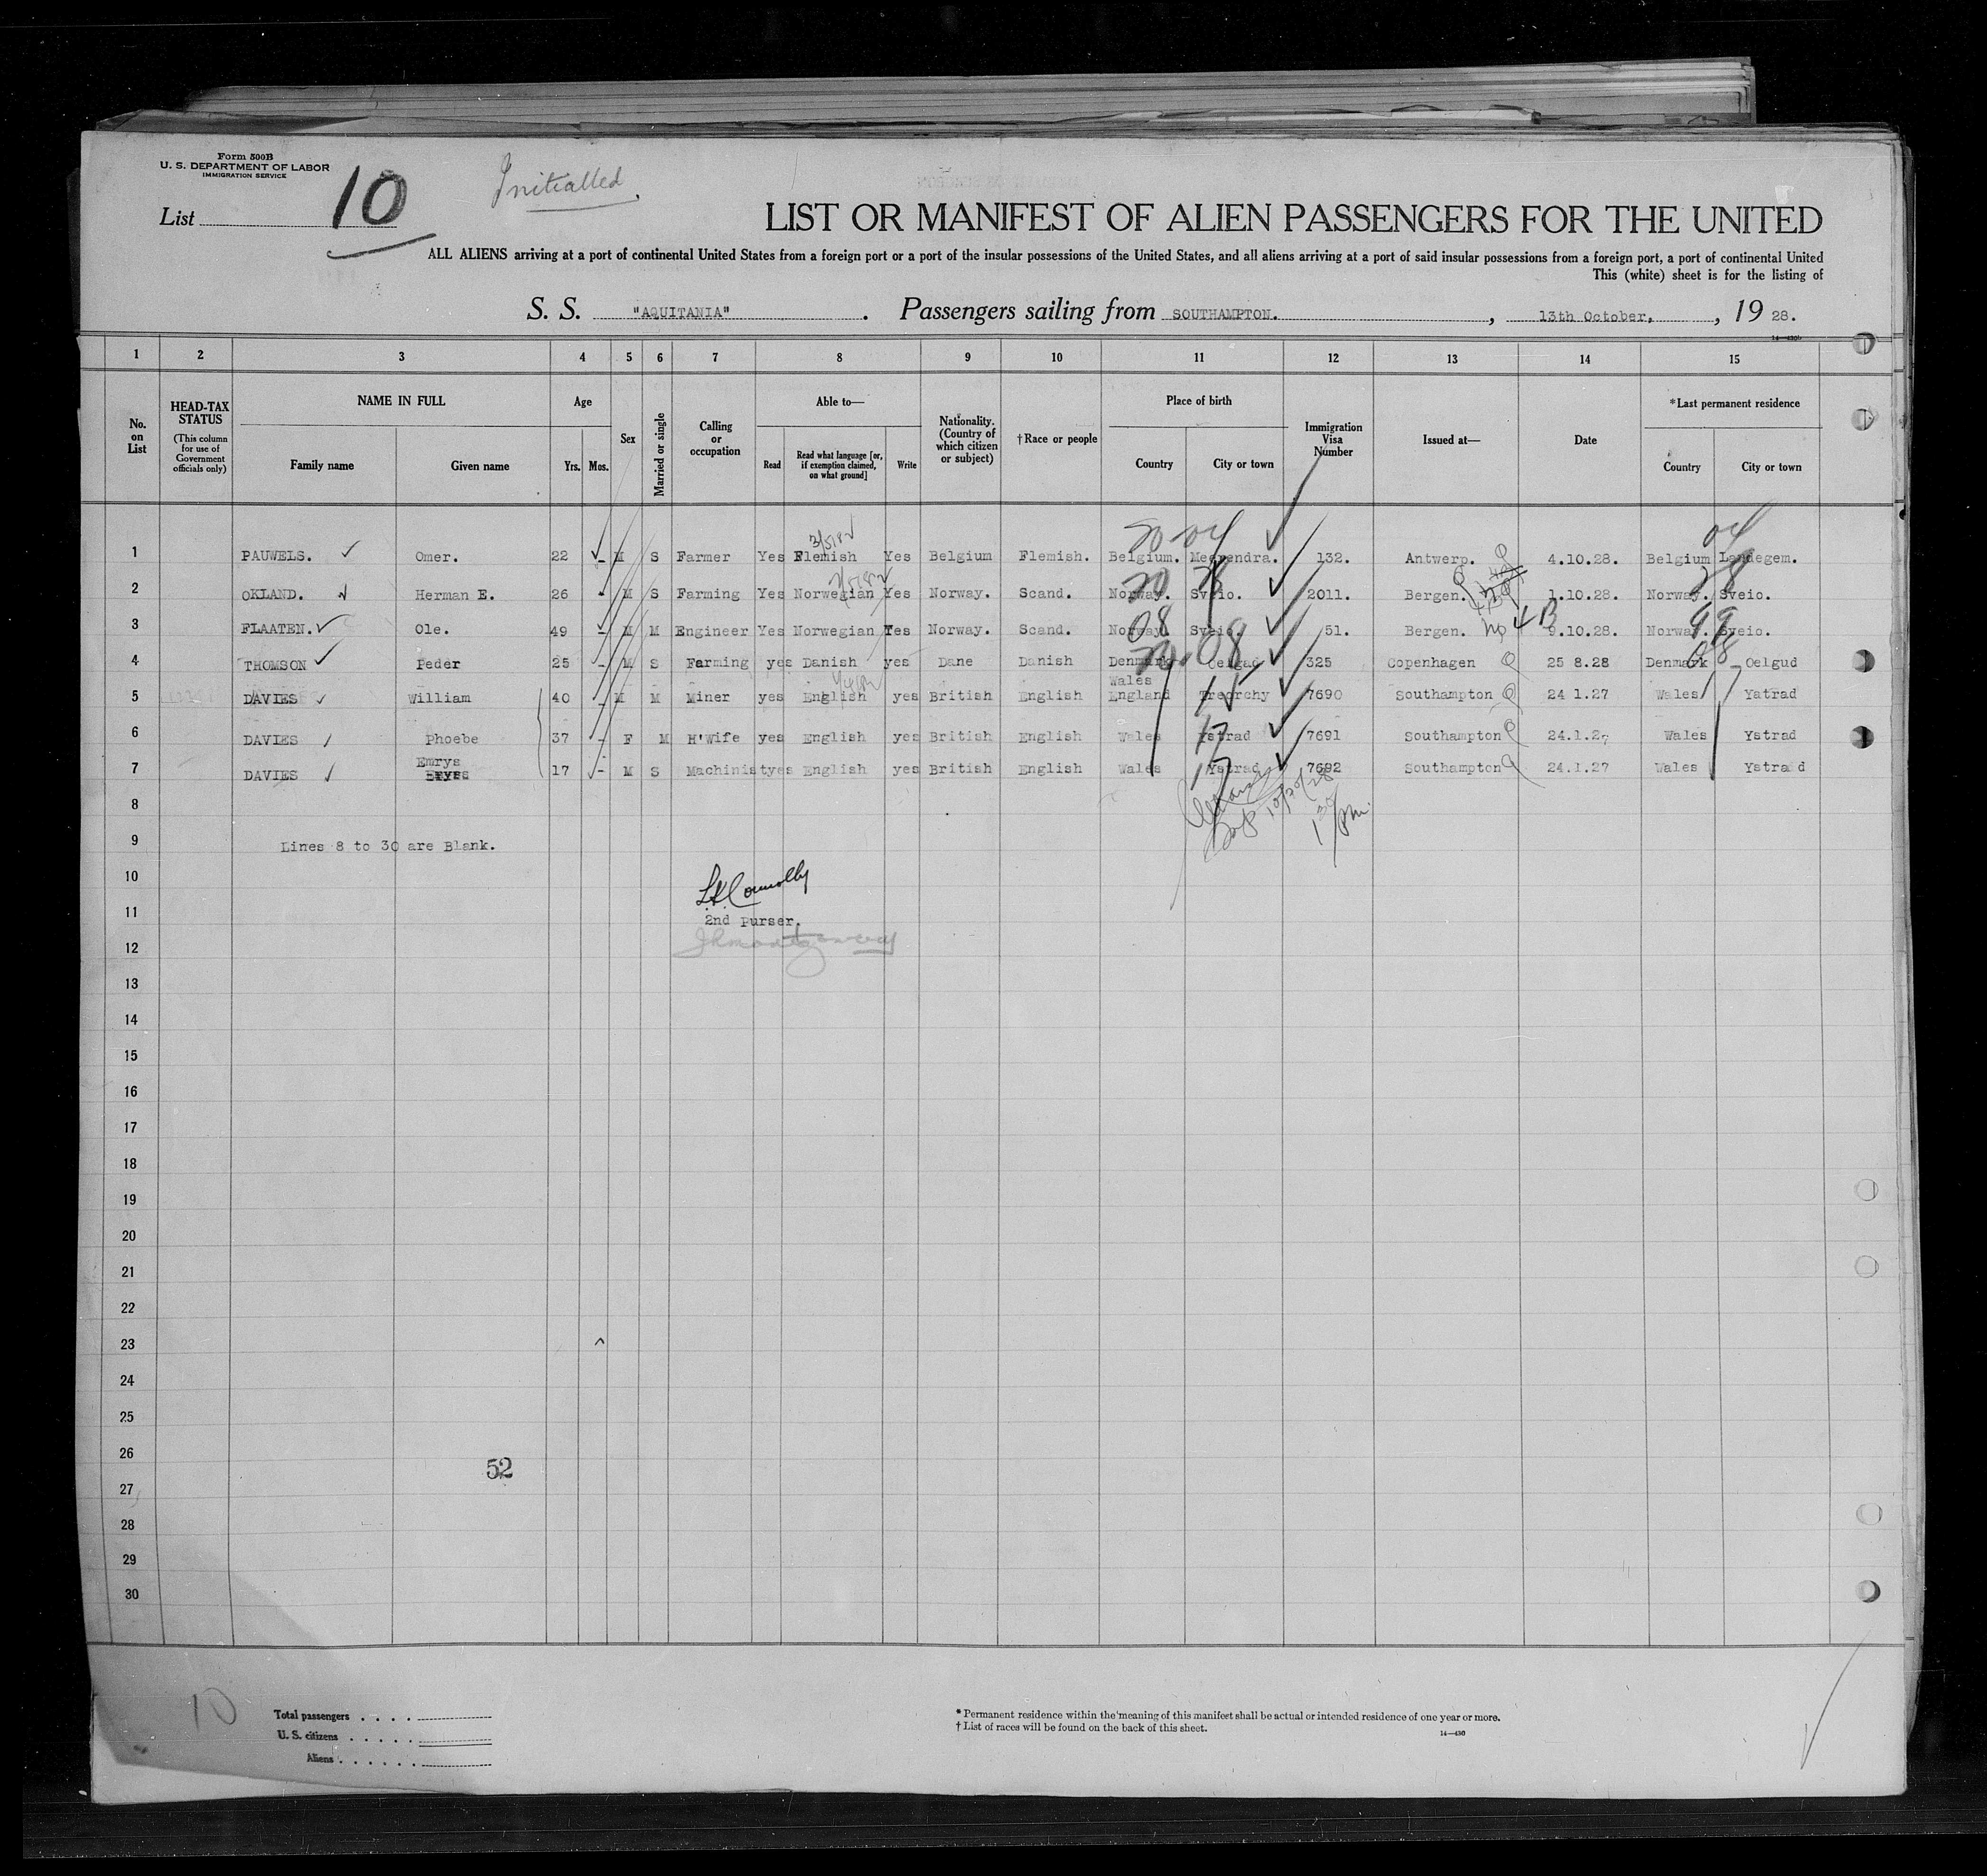 Form 500B
U. S. DEPARTMENT OF LABOR
IMMIGRATION SERVICE
List 10
Initialled
LIST OR MANIFEST OF ALIEN PASSENGERS FOR THE UNITED
ALL ALIENS arriving at a port of continental United States from a foreign port or a port of the insular possessions of the United States, and all aliens arriving at a port of said insular possessions from a foreign port, a port of continental United
This (white) sheet is for the listing of
S. S. "AQUITANIA". Passengers sailing from SOUTHAMPTON., 13th October,, 19 28.
1 2 3 4 5 6 7 8 9 10 11 12 13 14 15
No. on List
HEAD-TAX STATUS (This column for use of Government officials only)
NAME IN FULL
Family name Given name
Age
Yrs. Mos.
Sex
Married or single
Calling or occupation
Able to—
Read
Read what language [or, if exemption claimed, on what ground]
Write
Nationality. (Country of which citizen or subject)
†Race or people
Place of birth
Country City or town
Immigration Visa Number
Issued at—
Date
*Last permanent residence
Country City or town
1 PAUWELS. Omer. 22 - M S Farmer Yes Flemish Yes Belgium Flemish. Belgium. Meerendra. 132. Antwerp. 4.10.28. Belgium Landegem.
2 OKLAND. Herman E. 26 M S Farming Yes Norwegian Yes Norway. Scand. Norway. Sveio. 2011. Bergen. 1.10.28. Norway. Sveio.
3 FLAATEN. Ole. 49 - M M Engineer Yes Norwegian Yes Norway. Scand. Norway. Sveio. 51. Bergen. 9.10.28. Norway. Sveio.
4 THOMSON Peder 25 - M S Farming yes Danish yes Dane Danish Denmark Oelgad 325 Copenhagen 25 8.28 Denmark Oelgud
Wales
5 DAVIES William 40 - M M Miner yes English yes British English England Treorchy 7690 Southampton 24 1.27 Wales Yatrad
6 DAVIES Phoebe 37 - F M H'wife yes English yes British English Wales Ystrad 7691 Southampton 24.1.27 Wales Ystrad
Emrys
7 DAVIES 17 - M S Machinist yes English yes British English Wales Ystrad 7692 Southampton 24.1.27 Wales Ystrad
8
9 Lines 8 to 30 are Blank.
10
L.K. Connolly
11
2nd Purser.
12
13
14
15
16
17
18
19
20
21
22
23
24
25
26
52
27
28
29
30
10
Total passengers
U. S. citizens
Aliens
* Permanent residence within the meaning of this manifest shall be actual or intended residence of one year or more.
† List of races will be found on the back of this sheet.
14—430